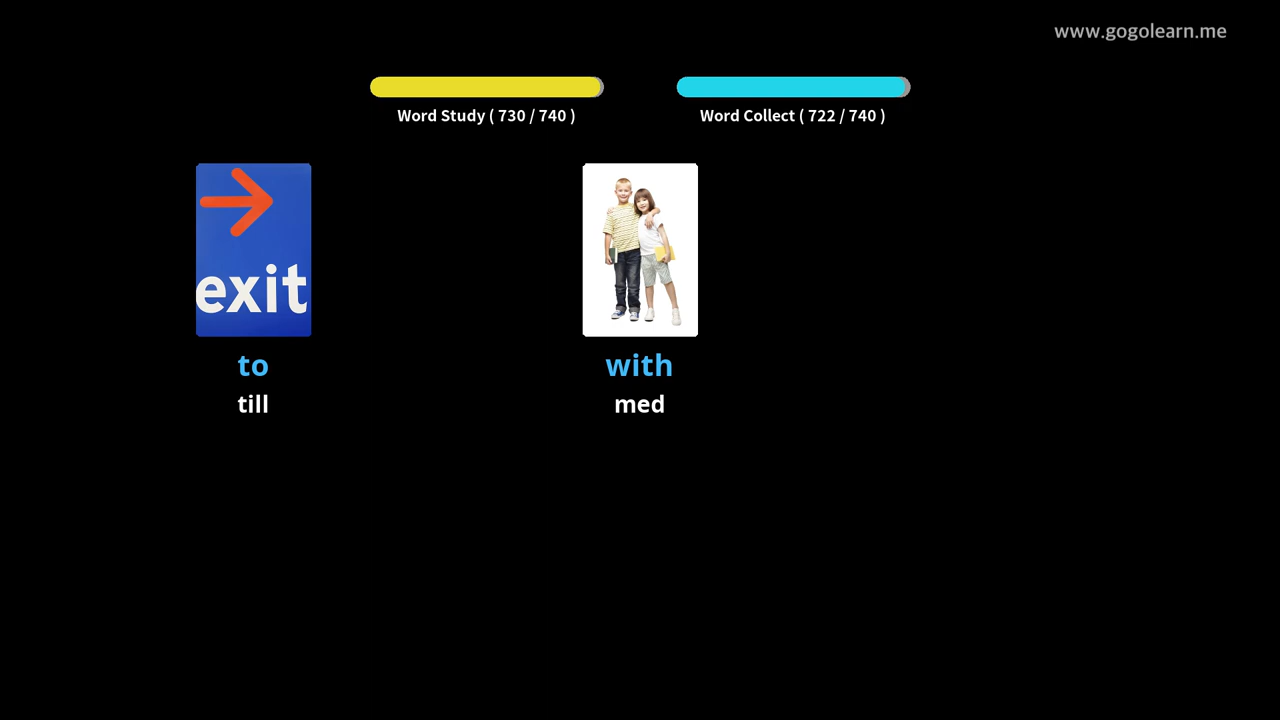 www.gogolearn.me
Word Study ( 730 / 740 )
Word Collect ( 722 / 740 )
exit
to
till
with
med